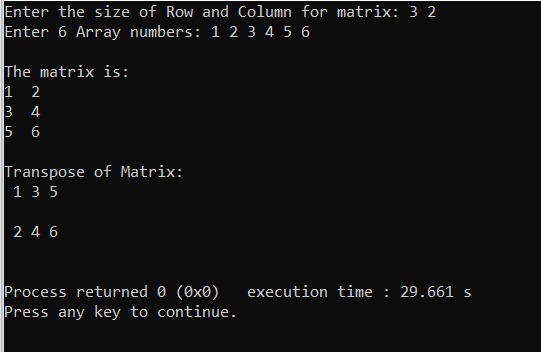 Enter the size of Row and Column for matrix: 3 2
Enter 6 Array numbers: 1 2 3 4 5 6
The matrix is:
1  2
3  4
5  6
Transpose of Matrix:
 1 3 5
 2 4 6
Process returned 0 (0x0)   execution time : 29.661 s
Press any key to continue.